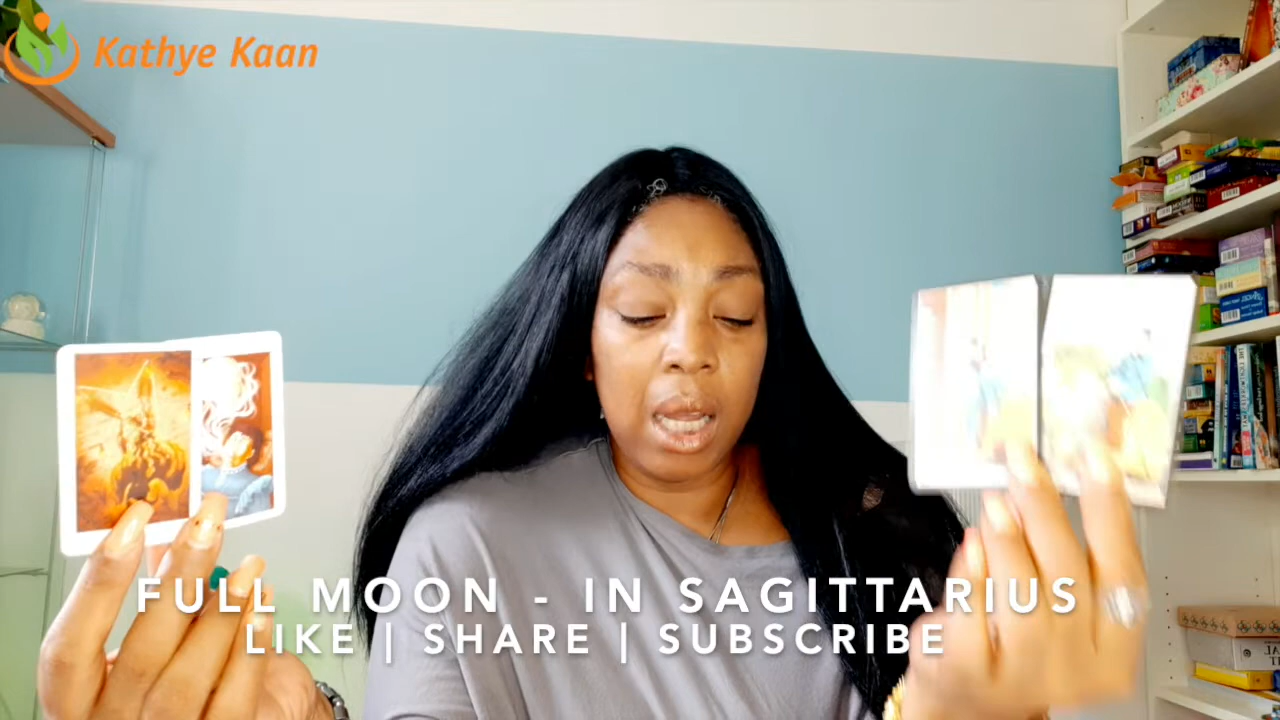 Kathye Kaan
FULL MOON - IN SAGITTARIUS
LIKE | SHARE | SUBSCRIBE